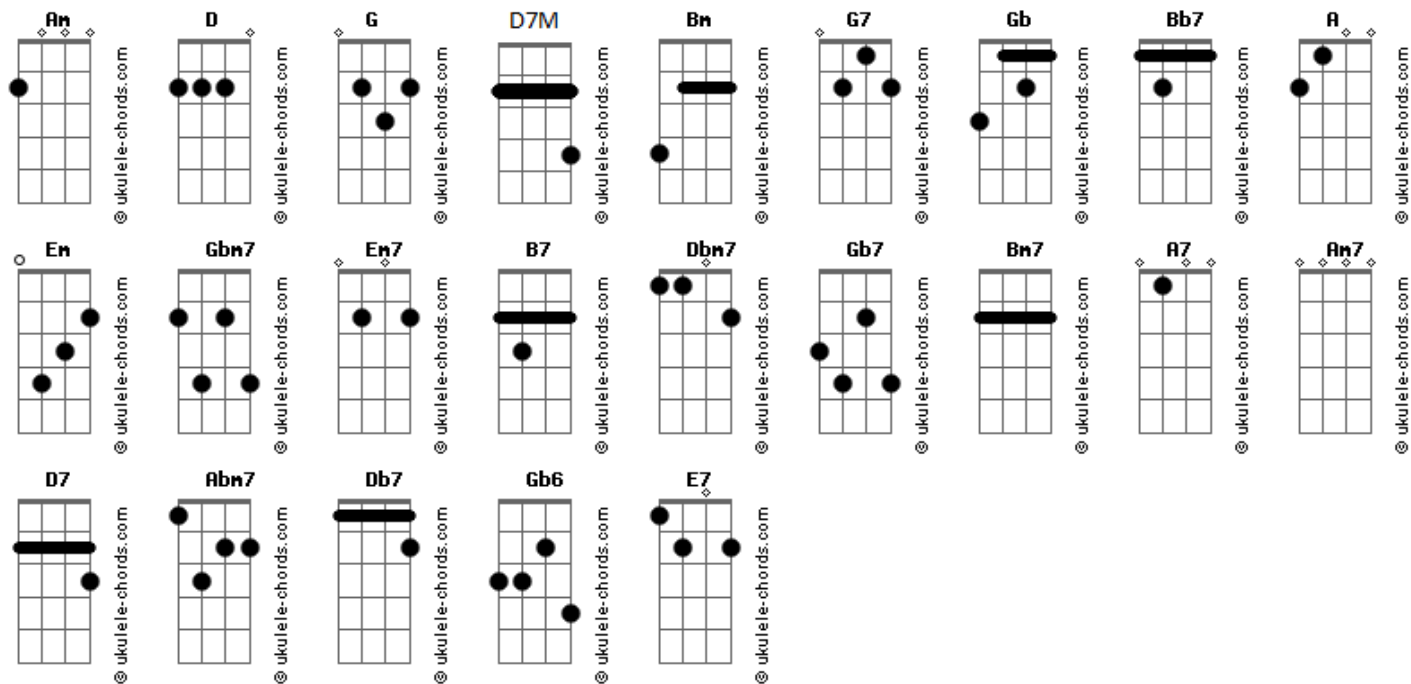 Am D G D7M Bm G7 Gb Bb7 A
© ukulele-chords.com © ukulele-chords.com © ukulele-chords.com © ukulele-chords.com © ukulele-chords.com © ukulele-chords.com © ukulele-chords.com © ukulele-chords.com © ukulele-chords.com
Em Gbm7 Em7 B7 Dbm7 Gb7 Bm7 A7 Am7
© ukulele-chords.com © ukulele-chords.com © ukulele-chords.com © ukulele-chords.com © ukulele-chords.com © ukulele-chords.com © ukulele-chords.com © ukulele-chords.com © ukulele-chords.com
D7 Abm7 Db7 Gb6 E7
© ukulele-chords.com © ukulele-chords.com © ukulele-chords.com © ukulele-chords.com © ukulele-chords.com